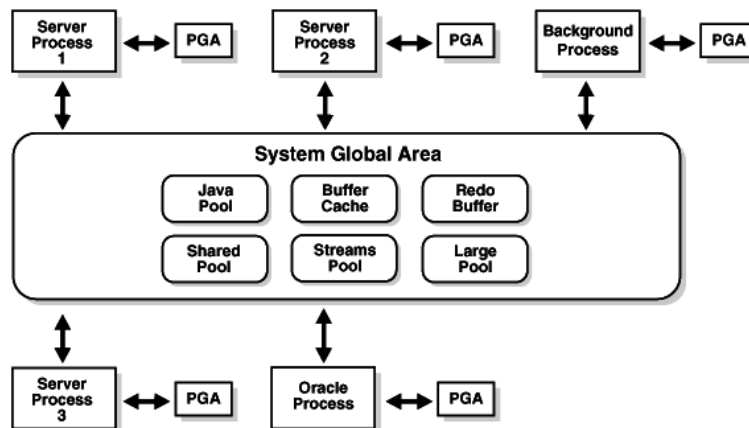 Server
Process
1
PGA
Server
Process
2
PGA
Background
Process
PGA
System Global Area
Java
Pool
Buffer
Cache
Redo
Buffer
Shared
Pool
Streams
Pool
Large
Pool
Server
Process
3
PGA
Oracle
Process
PGA